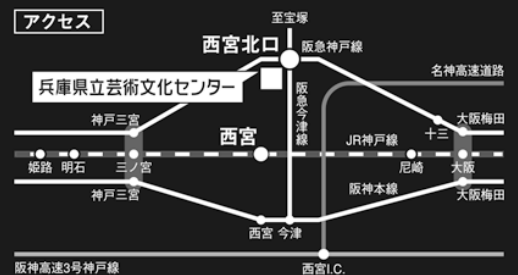 アクセス
至宝塚
西宮北口
阪急神戸線
名神高速道路
兵庫県立芸術文化センター
阪急今津線
神戸三宮
十三
大阪梅田
西宮
JR神戸線
姫路
明石
三ノ宮
尼崎
大阪
神戸三宮
阪神本線
大阪梅田
西宮
今津
阪神高速3号神戸線
西宮I.C.